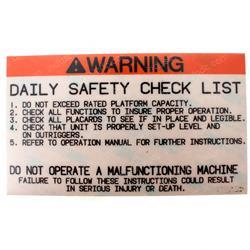 WARNING
DAILY SAFETY CHECK LIST
1. DO NOT EXCEED RATED PLATFORM CAPACITY.
2. CHECK ALL FUNCTIONS TO INSURE PROPER OPERATION.
3. CHECK ALL PLACARDS TO SEE IF IN PLACE AND LEGIBLE.
4. CHECK THAT UNIT IS PROPERLY SET-UP LEVEL AND
ON OUTRIGGERS.
5. REFER TO OPERATION MANUAL FOR FURTHER INSTRUCTIONS.
DO NOT OPERATE A MALFUNCTIONING MACHINE
FAILURE TO FOLLOW THESE INSTRUCTIONS COULD RESULT
IN SERIOUS INJURY OR DEATH.